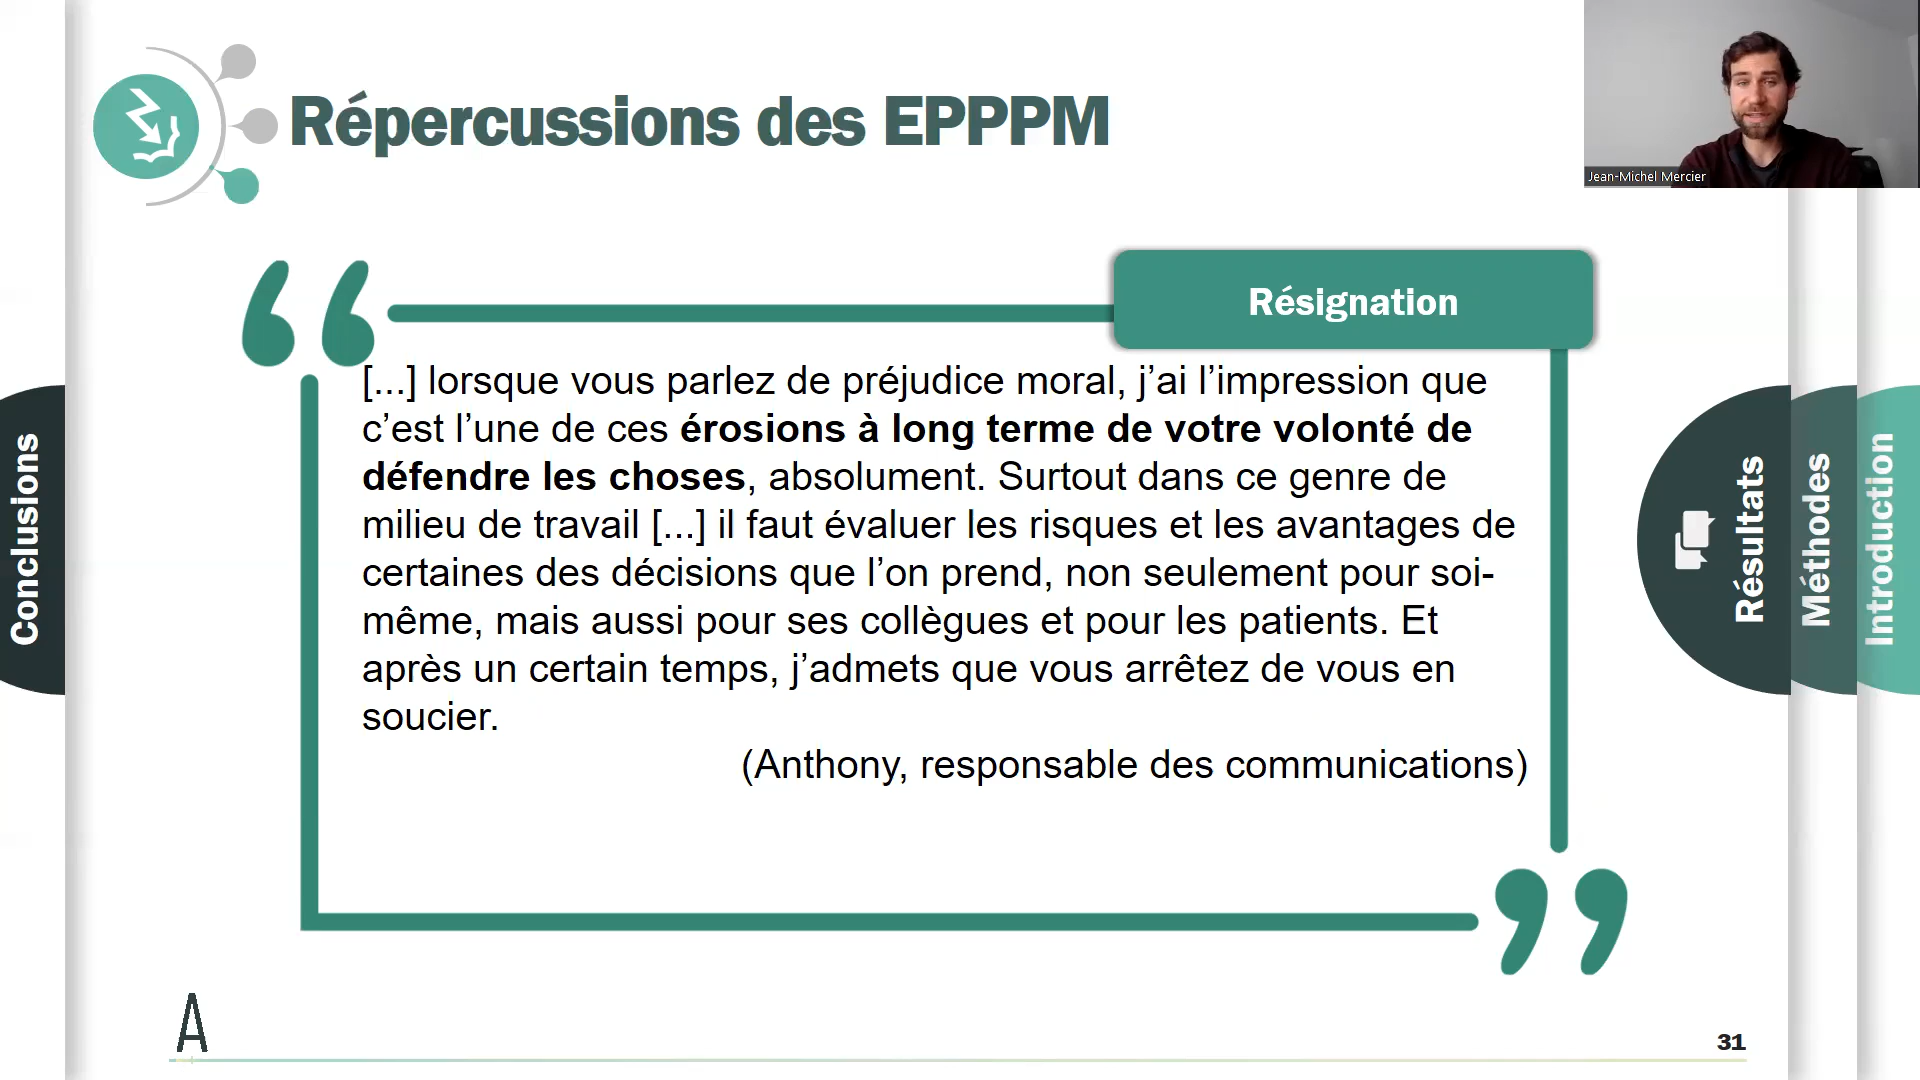 Répercussions des EPPPM
Jean-Michel Mercier
Résignation
[...] lorsque vous parlez de préjudice moral, j’ai l’impression que
c’est l’une de ces érosions à long terme de votre volonté de
défendre les choses, absolument. Surtout dans ce genre de
milieu de travail [...] il faut évaluer les risques et les avantages de
certaines des décisions que l’on prend, non seulement pour soi-
même, mais aussi pour ses collègues et pour les patients. Et
après un certain temps, j’admets que vous arrêtez de vous en
soucier.
(Anthony, responsable des communications)
Conclusions
Résultats
Méthodes
Introduction
A
31